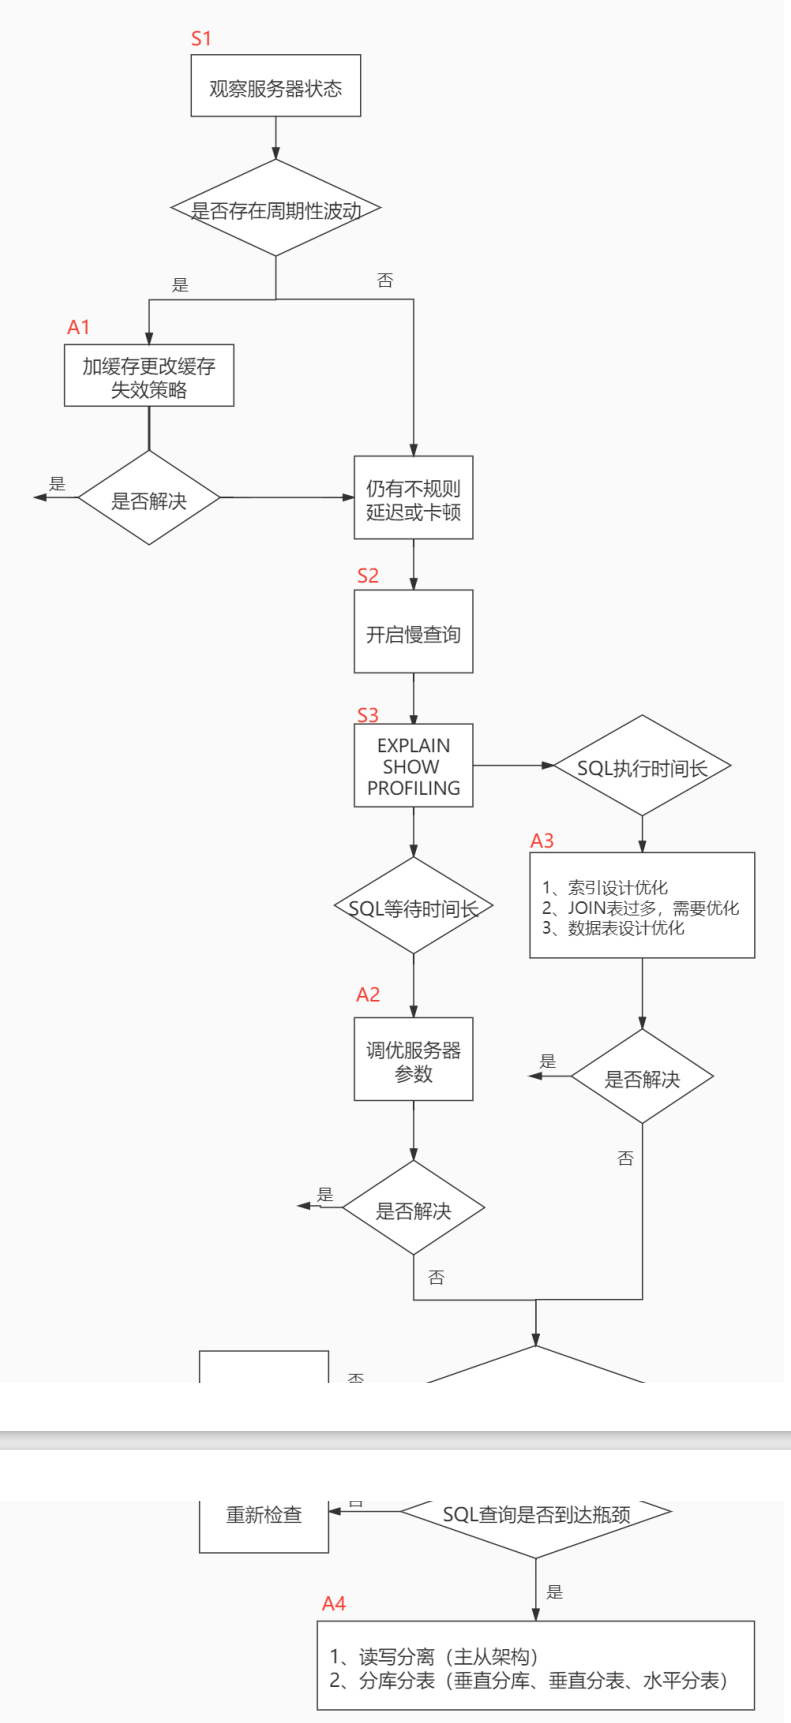 S1
观察服务器状态
是否存在周期性波动
是
否
A1
加缓存更改缓存
失效策略
是
是否解决
仍有不规则
延迟或卡顿
S2
开启慢查询
S3
EXPLAIN
SHOW
PROFILING
SQL执行时间长
A3
1、索引设计优化
2、JOIN表过多，需要优化
3、数据表设计优化
SQL等待时间长
A2
调优服务器
参数
是
是否解决
否
是
是否解决
否
否
重新检查
SQL查询是否到达瓶颈
是
A4
1、读写分离（主从架构）
2、分库分表（垂直分库、垂直分表、水平分表）